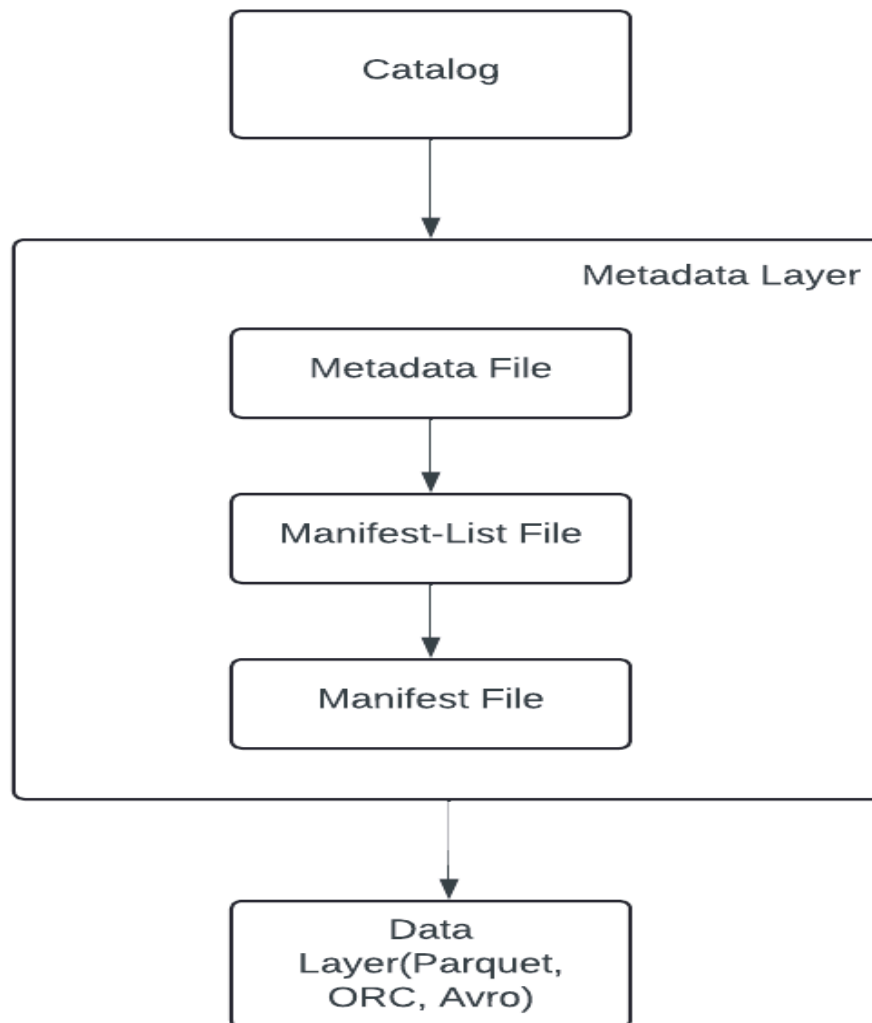 Catalog
Metadata Layer
Metadata File
Manifest-List File
Manifest File
Data
Layer(Parquet,
ORC, Avro)